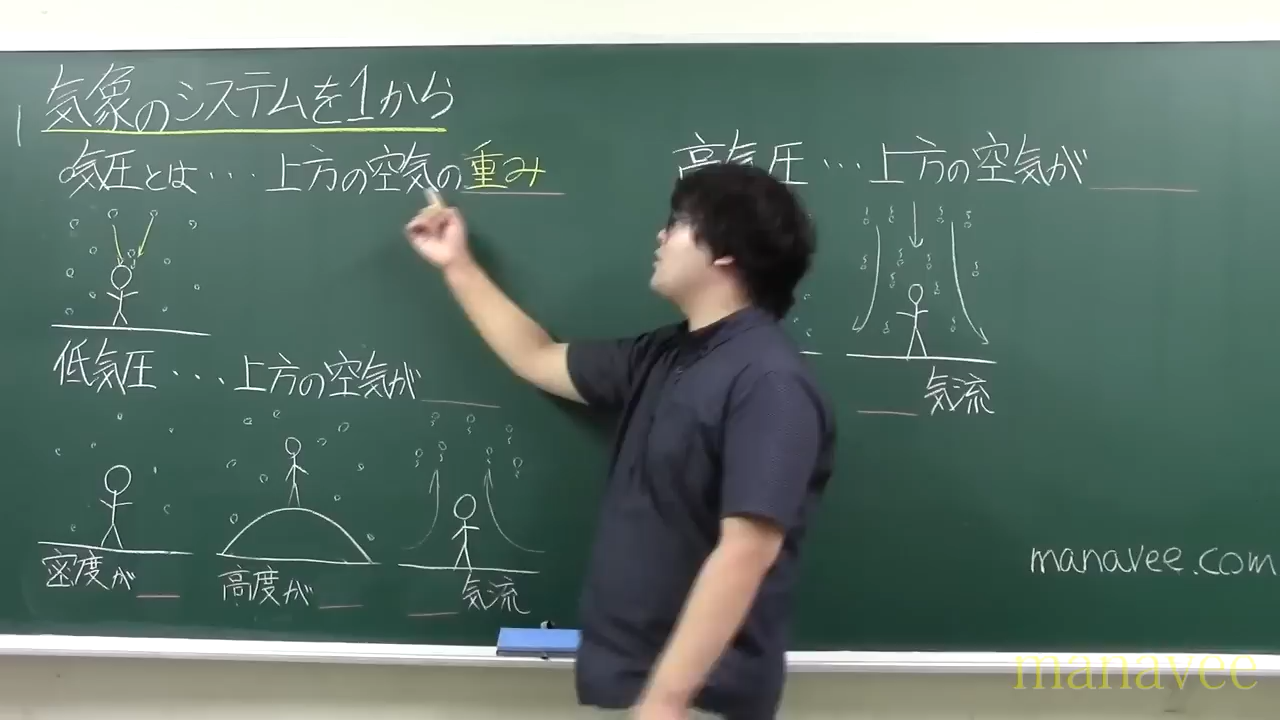 気象のシステムを1から
気圧とは… 上方の空気の重み
低気圧 … 上方の空気が
密度が
高度が
気流
高気圧 … 上方の空気が
気流
manavee.com
manavee